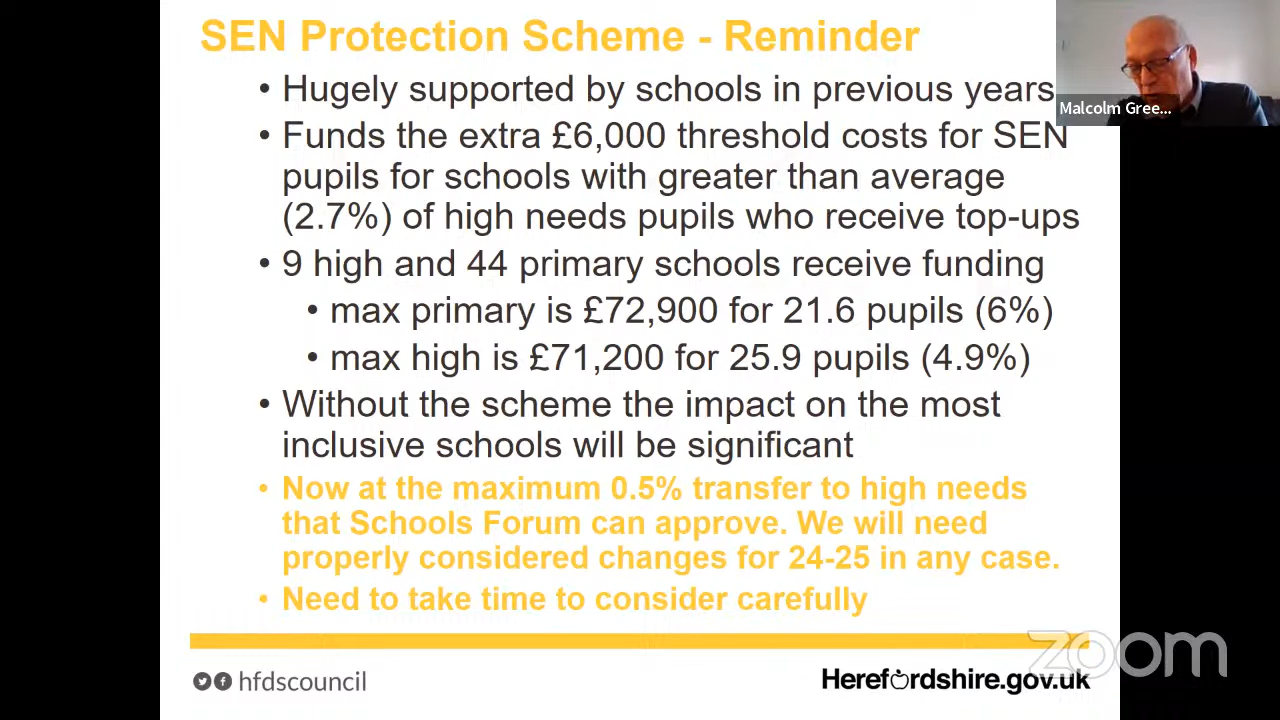 SEN Protection Scheme - Reminder
• Hugely supported by schools in previous years
Malcolm Gree...
• Funds the extra £6,000 threshold costs for SEN
pupils for schools with greater than average
(2.7%) of high needs pupils who receive top-ups
• 9 high and 44 primary schools receive funding
• max primary is £72,900 for 21.6 pupils (6%)
• max high is £71,200 for 25.9 pupils (4.9%)
• Without the scheme the impact on the most
inclusive schools will be significant
• Now at the maximum 0.5% transfer to high needs
that Schools Forum can approve. We will need
properly considered changes for 24-25 in any case.
• Need to take time to consider carefully
zoom
hfdscouncil
Herefordshire.gov.uk